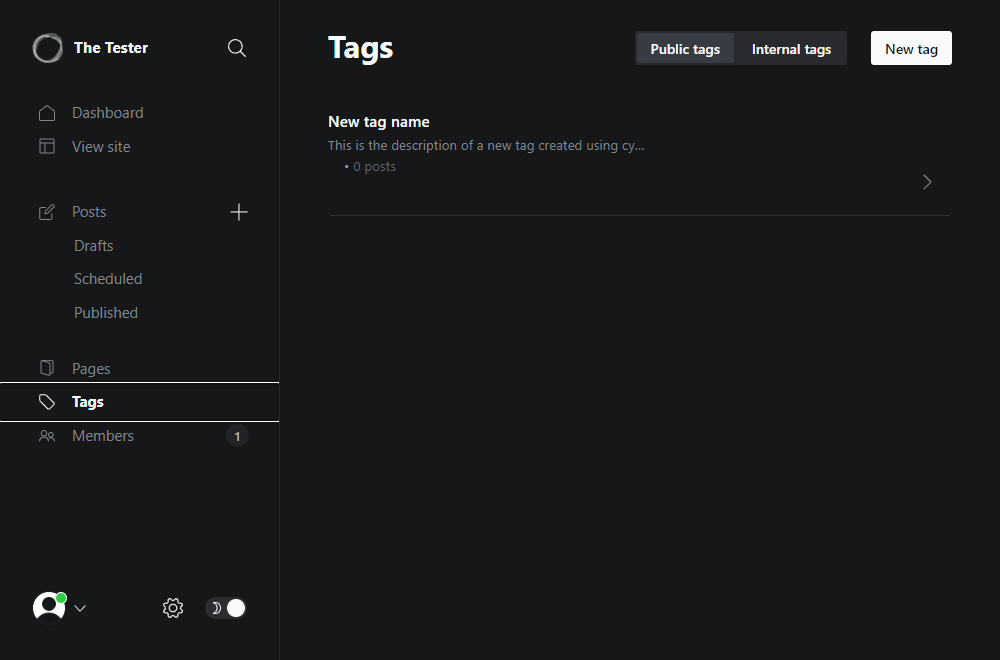 The Tester
Dashboard
View site
Posts
Drafts
Scheduled
Published
Pages
Tags
Members
1
Tags
Public tags
Internal tags
New tag
New tag name
This is the description of a new tag created using cy...
• 0 posts